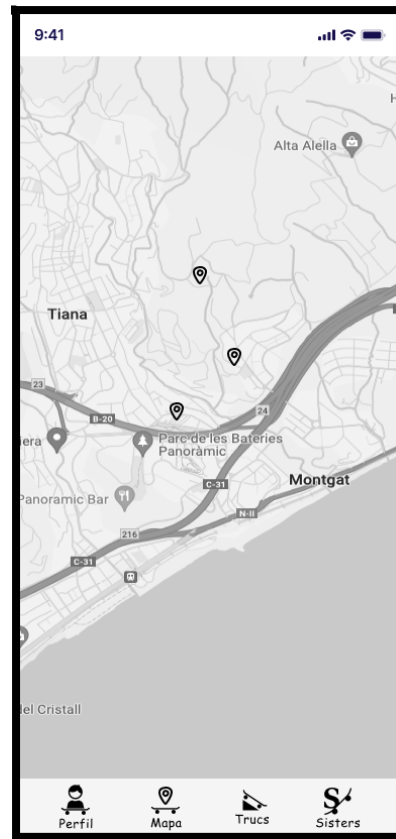 9:41
H
Alta Alella
Tiana
23
B-20
24
era
Parc de les Bateries
Panoràmic
C-31
Montgat
Panoramic Bar
N-II
216
C-31
del Cristall
Perfil
Mapa
Trucs
S
Sisters